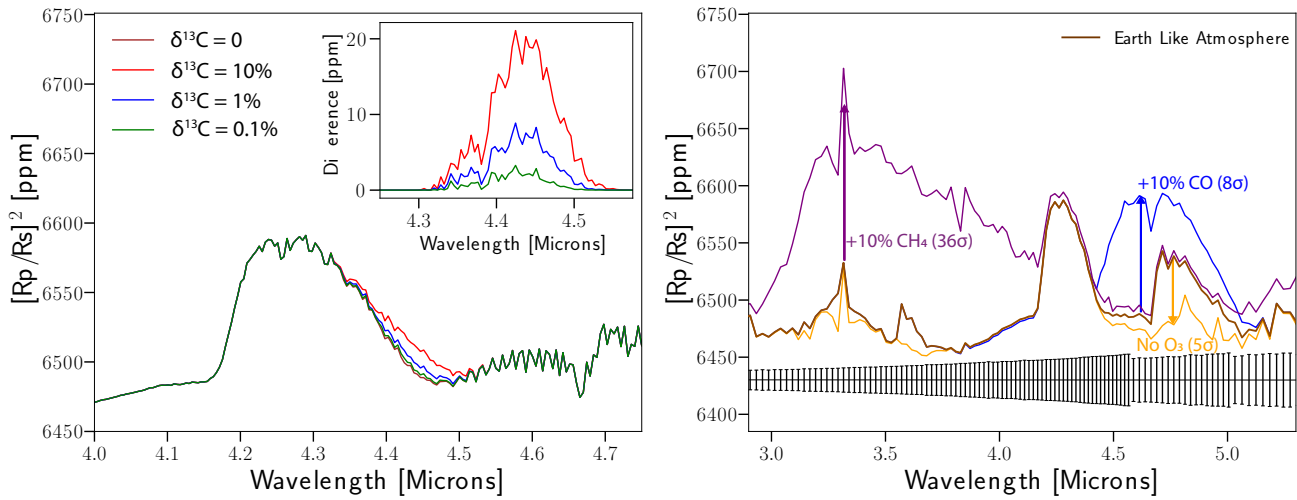 6750
6700
6650
6600
6550
6500
6450
[Rp/Rs]² [ppm]
δ¹³C = 0
δ¹³C = 10%
δ¹³C = 1%
δ¹³C = 0.1%
20
10
0
Di erence [ppm]
4.3 4.4 4.5
Wavelength [Microns]
4.0 4.1 4.2 4.3 4.4 4.5 4.6 4.7
Wavelength [Microns]
6750
6700
6650
6600
6550
6500
6450
6400
[Rp/Rs]² [ppm]
Earth Like Atmosphere
+10% CO (8σ)
+10% CH₄ (36σ)
No O₃ (5σ)
3.0 3.5 4.0 4.5 5.0
Wavelength [Microns]